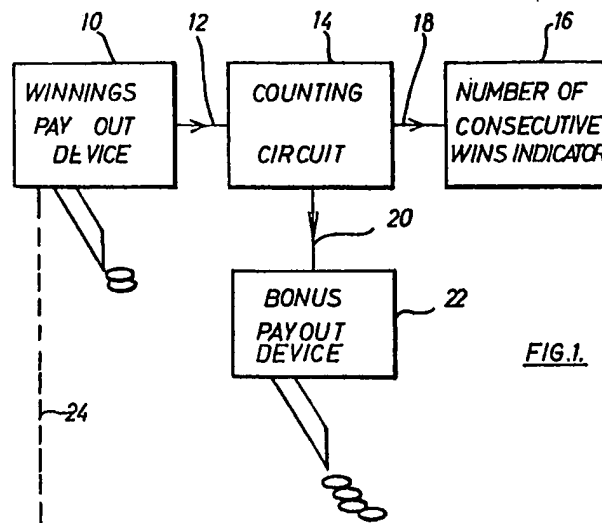 10
12
14
18
16
WINNINGS
PAY OUT
DEVICE
COUNTING
CIRCUIT
NUMBER OF
CONSECUTIVE
WINS INDICATOR
20
BONUS
PAYOUT
DEVICE
22
FIG.1.
24